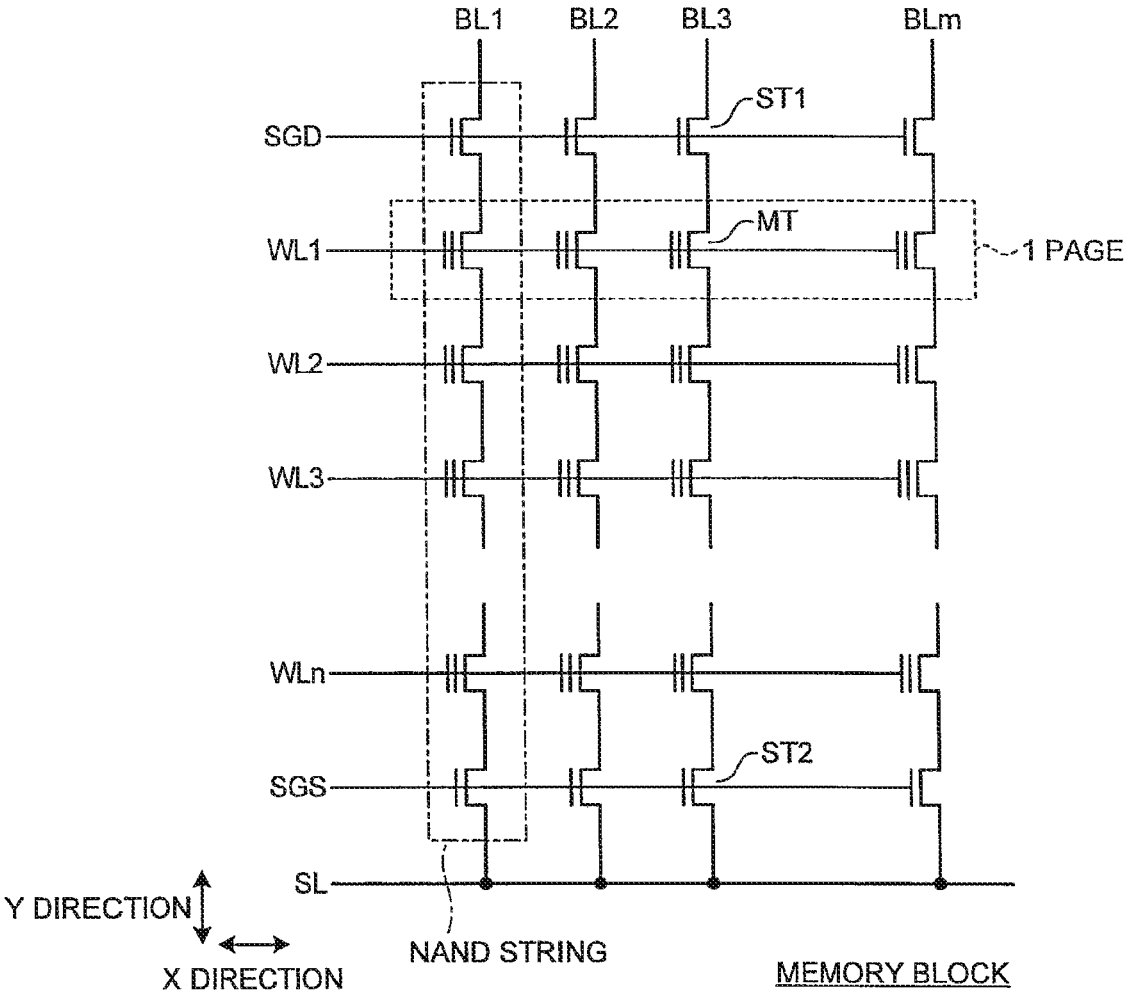 BL1 BL2 BL3 BLm
ST1
SGD
MT
WL1
1 PAGE
WL2
WL3
WLn
ST2
SGS
SL
Y DIRECTION
NAND STRING
X DIRECTION
MEMORY BLOCK